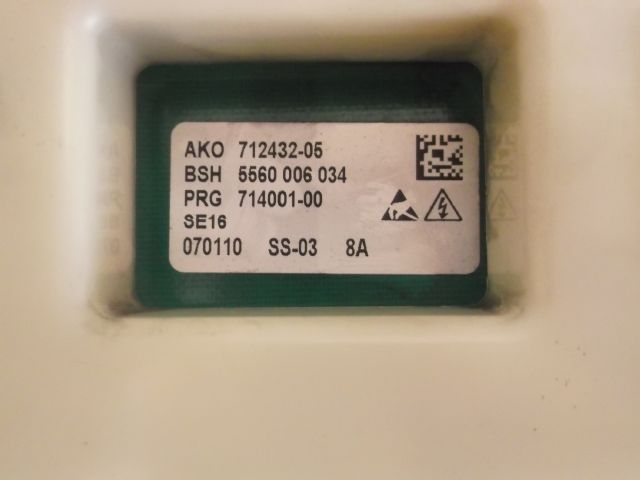 AKO 712432-05
BSH 5560 006 034
PRG 714001-00
SE16
070110 SS-03 8A